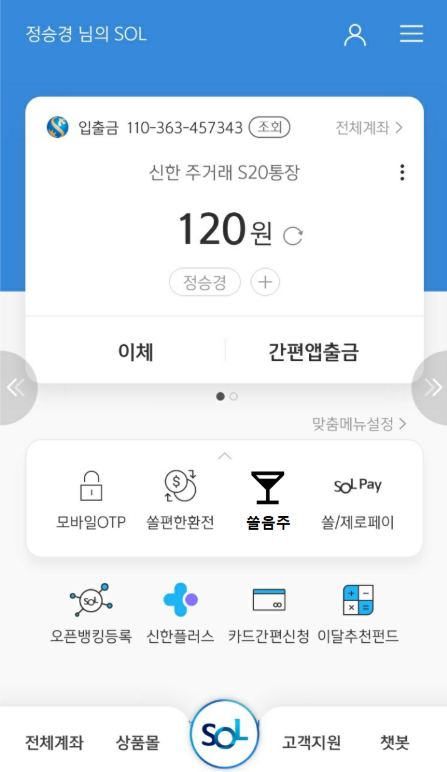 정승경 님의 SOL
입출금 110-363-457343 조회 전체계좌
신한 주거래 S20통장
120원
정승경
이체 간편앱출금
맞춤메뉴설정
$ SOL Pay
모바일OTP 쏠편한환전 쏠음주 쏠/제로페이
SOL
오픈뱅킹등록 신한플러스 카드간편신청 이달추천펀드
전체계좌 상품몰 SOL 고객지원 챗봇